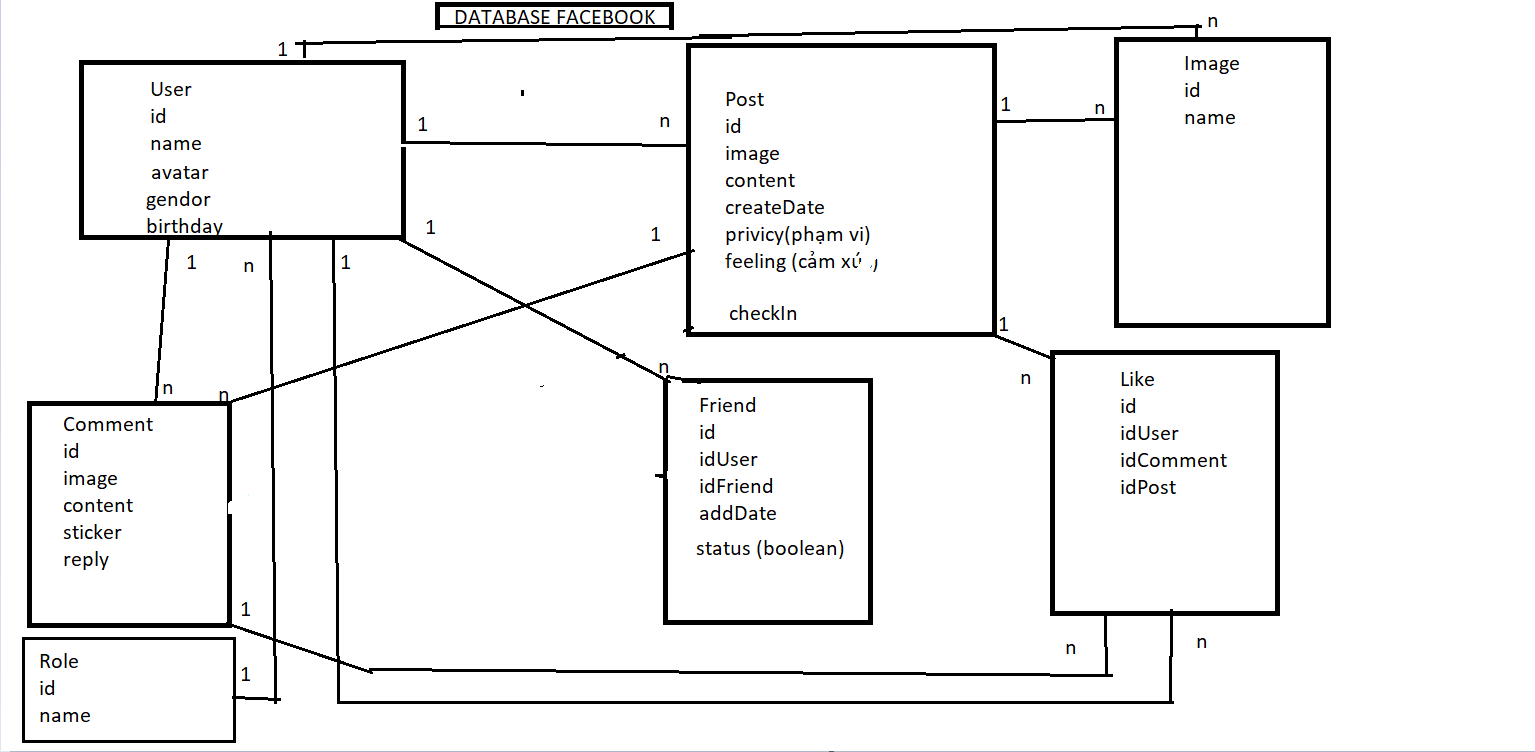 DATABASE FACEBOOK
1
n
User
id
name
avatar
gendor
birthday
1
n
Post
id
image
content
createDate
privicy(phạm vi)
feeling (cảm
checkIn
1
n
Image
id
name
1
n
1
1
1
n
1
n
n
Comment
id
image
content
sticker
reply
1
n
Friend
id
idUser
idFriend
addDate
status (boolean)
1
n
Like
id
idUser
idComment
idPost
n
n
Role
id
name
1